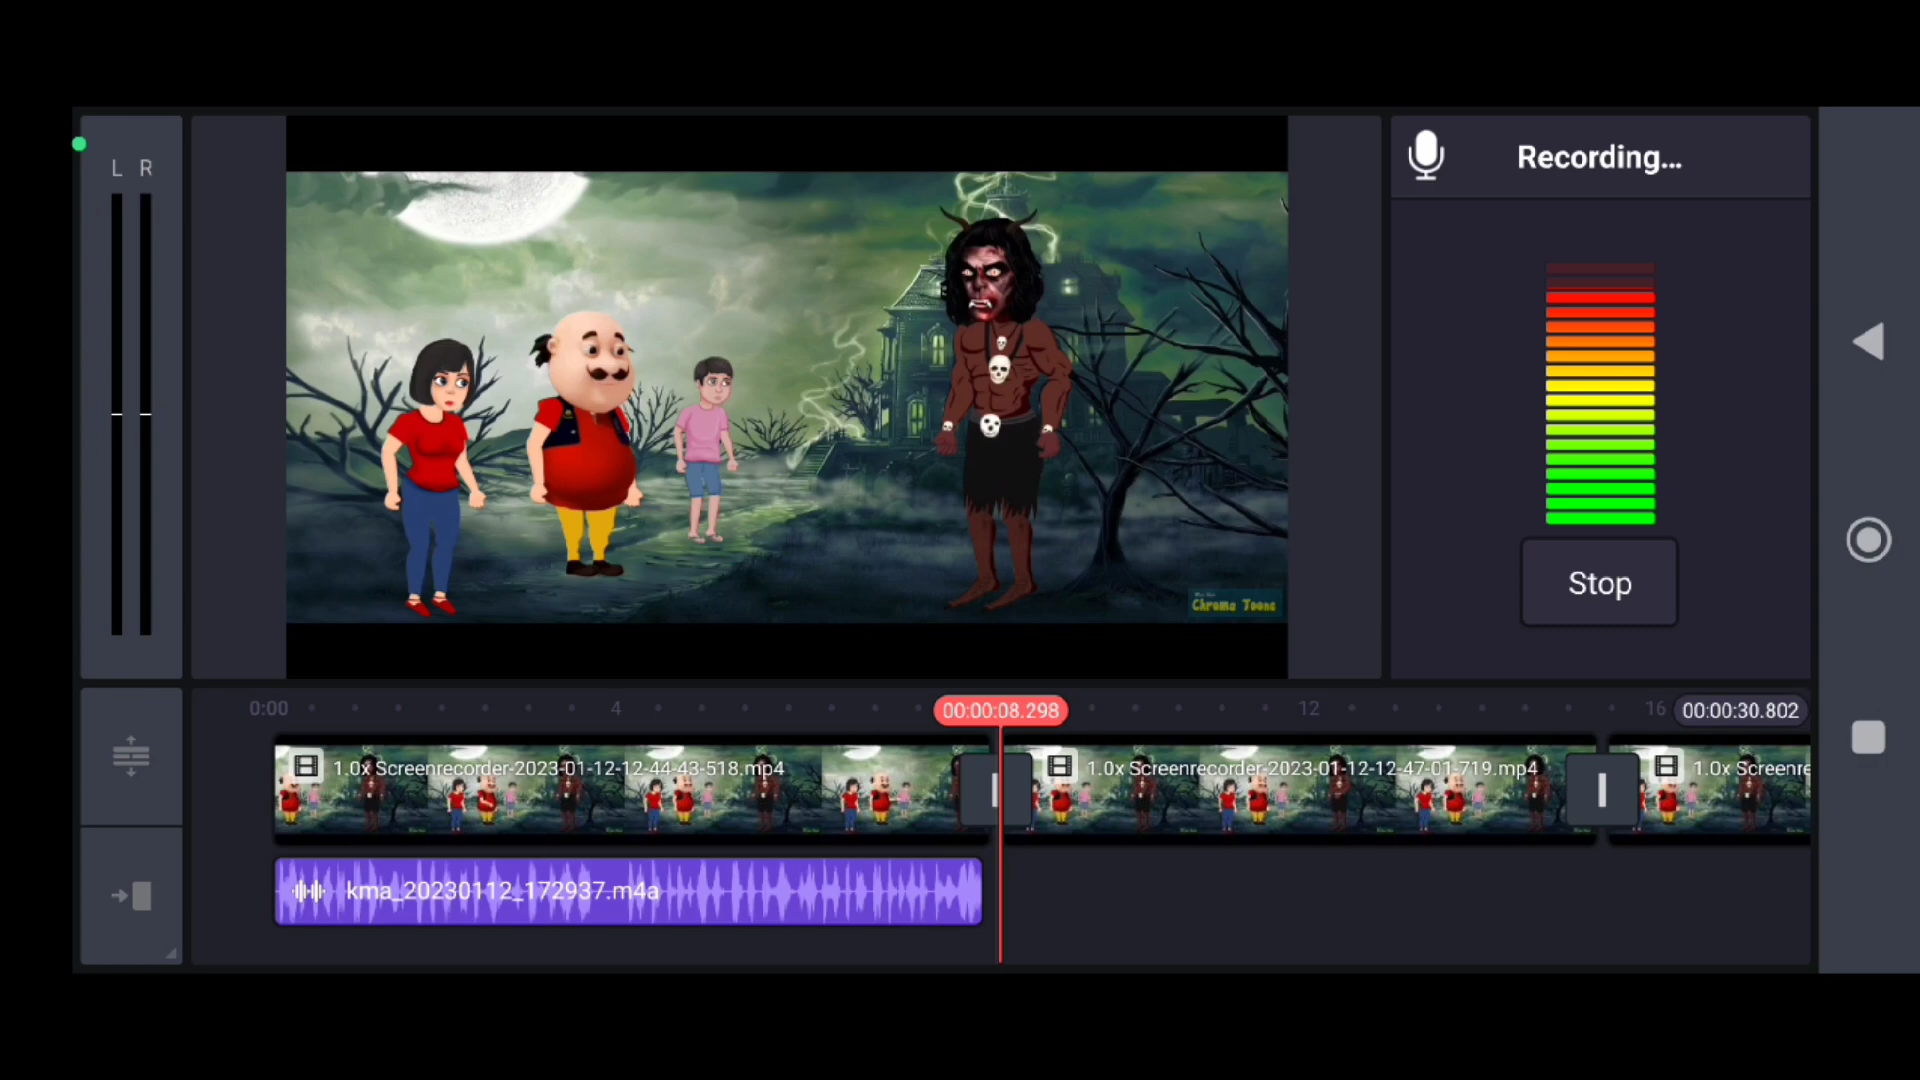 L R
Recording...
Chroma Toons
Stop
0:00 4 00:00:08.298 12 16 00:00:30.802
1.0x Screenrecorder-2023-01-12-12-44-43-518.mp4
1.0x Screenrecorder-2023-01-12-12-47-01-719.mp4
1.0x Screenre
kma_20230112_172937.m4a